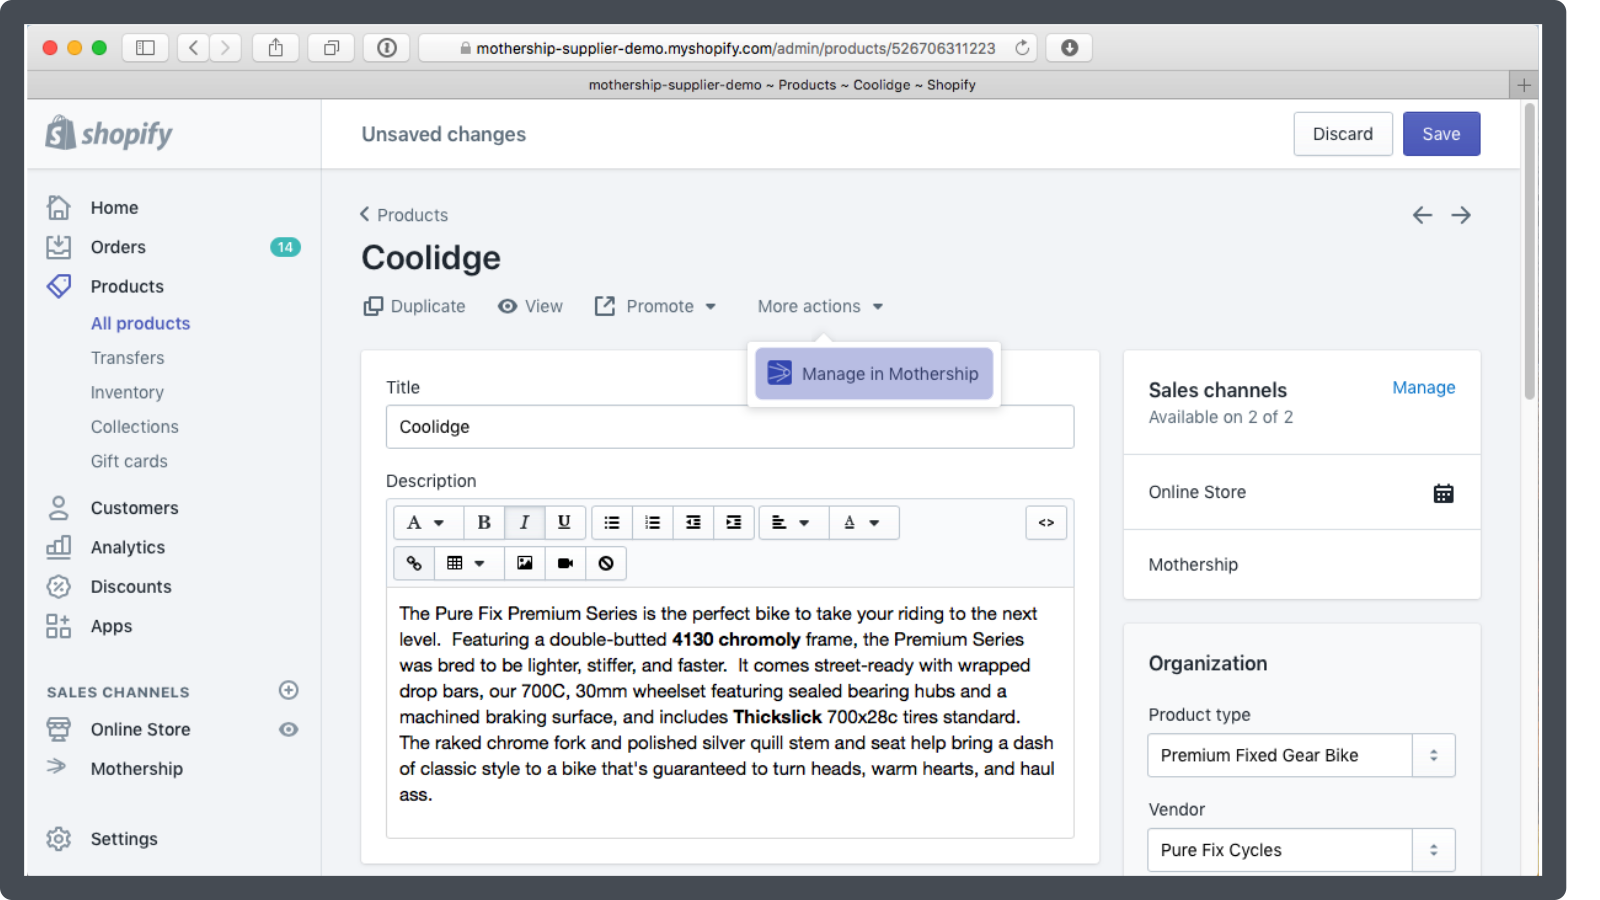 mothership-supplier-demo.myshopify.com/admin/products/526706311223
mothership-supplier-demo ~ Products ~ Coolidge ~ Shopify
shopify
Unsaved changes
Discard
Save
Home
Orders
14
Products
All products
Transfers
Inventory
Collections
Gift cards
Customers
Analytics
Discounts
Apps
SALES CHANNELS
Online Store
Mothership
Settings
Products
Coolidge
Duplicate
View
Promote
More actions
Manage in Mothership
Title
Coolidge
Description
A
B
I
U
A
<>
The Pure Fix Premium Series is the perfect bike to take your riding to the next
level.  Featuring a double-butted 4130 chromoly frame, the Premium Series
was bred to be lighter, stiffer, and faster.  It comes street-ready with wrapped
drop bars, our 700C, 30mm wheelset featuring sealed bearing hubs and a
machined braking surface, and includes Thickslick 700x28c tires standard.
The raked chrome fork and polished silver quill stem and seat help bring a dash
of classic style to a bike that's guaranteed to turn heads, warm hearts, and haul
ass.
Sales channels
Manage
Available on 2 of 2
Online Store
Mothership
Organization
Product type
Premium Fixed Gear Bike
Vendor
Pure Fix Cycles